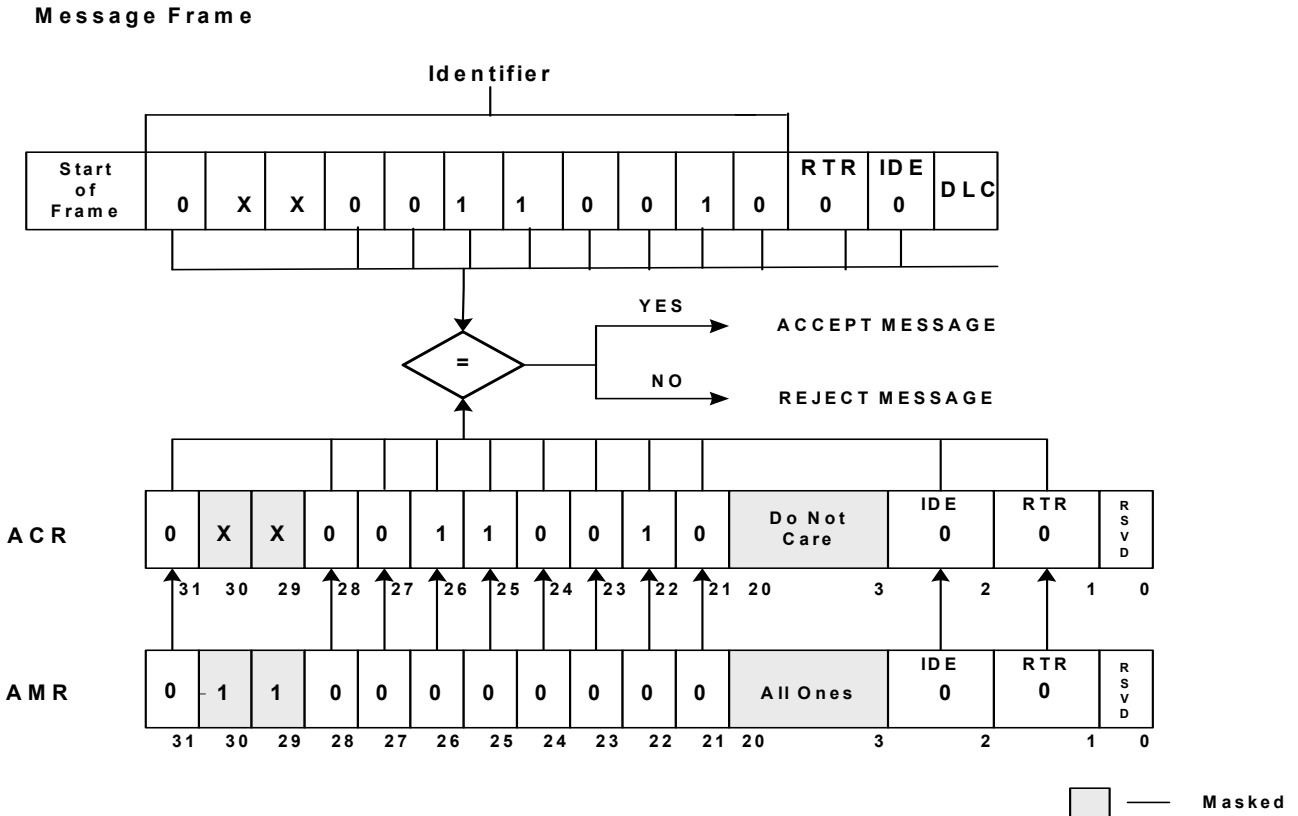 Message Frame
Identifier
Start of Frame 0 X X 0 0 1 1 0 0 1 0 RTR 0 IDE 0 DLC
YES
ACCEPT MESSAGE
=
NO
REJECT MESSAGE
ACR 0 X X 0 0 1 1 0 0 1 0 Do Not Care IDE 0 RTR 0 RSVD
31 30 29 28 27 26 25 24 23 22 21 20 3 2 1 0
AMR 0 1 1 0 0 0 0 0 0 0 0 All Ones IDE 0 RTR 0 RSVD
31 30 29 28 27 26 25 24 23 22 21 20 3 2 1 0
Masked